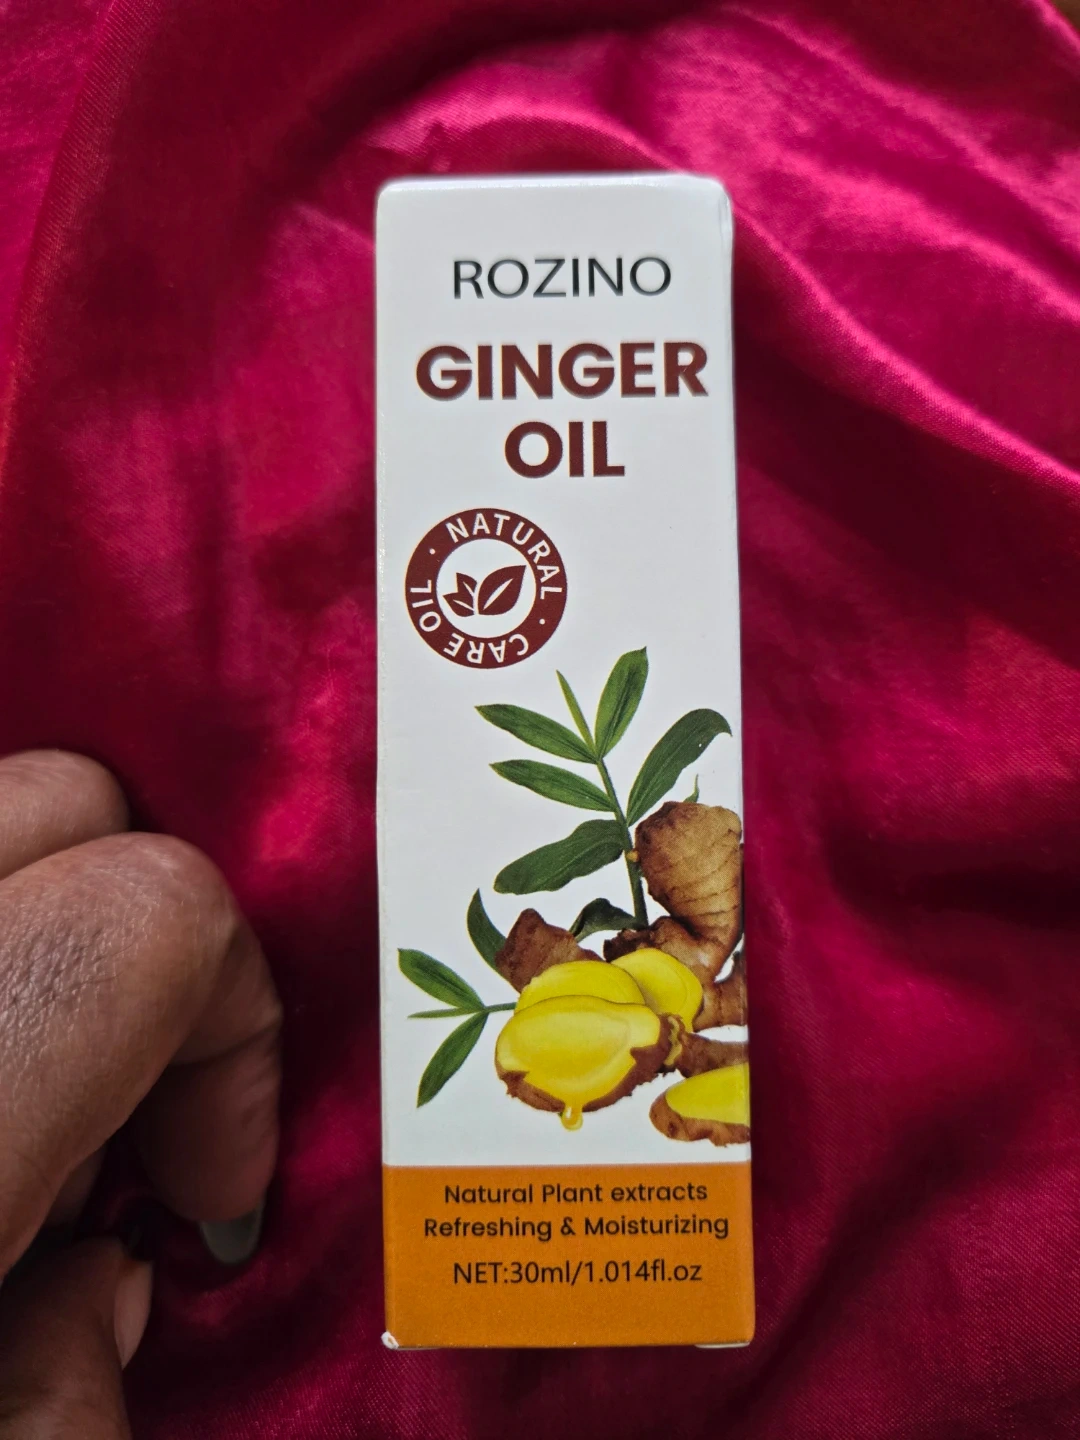 ROZINO
GINGER
OIL
NATURAL · CARE OIL ·
Natural Plant extracts
Refreshing & Moisturizing
NET:30ml/1.014fl.oz